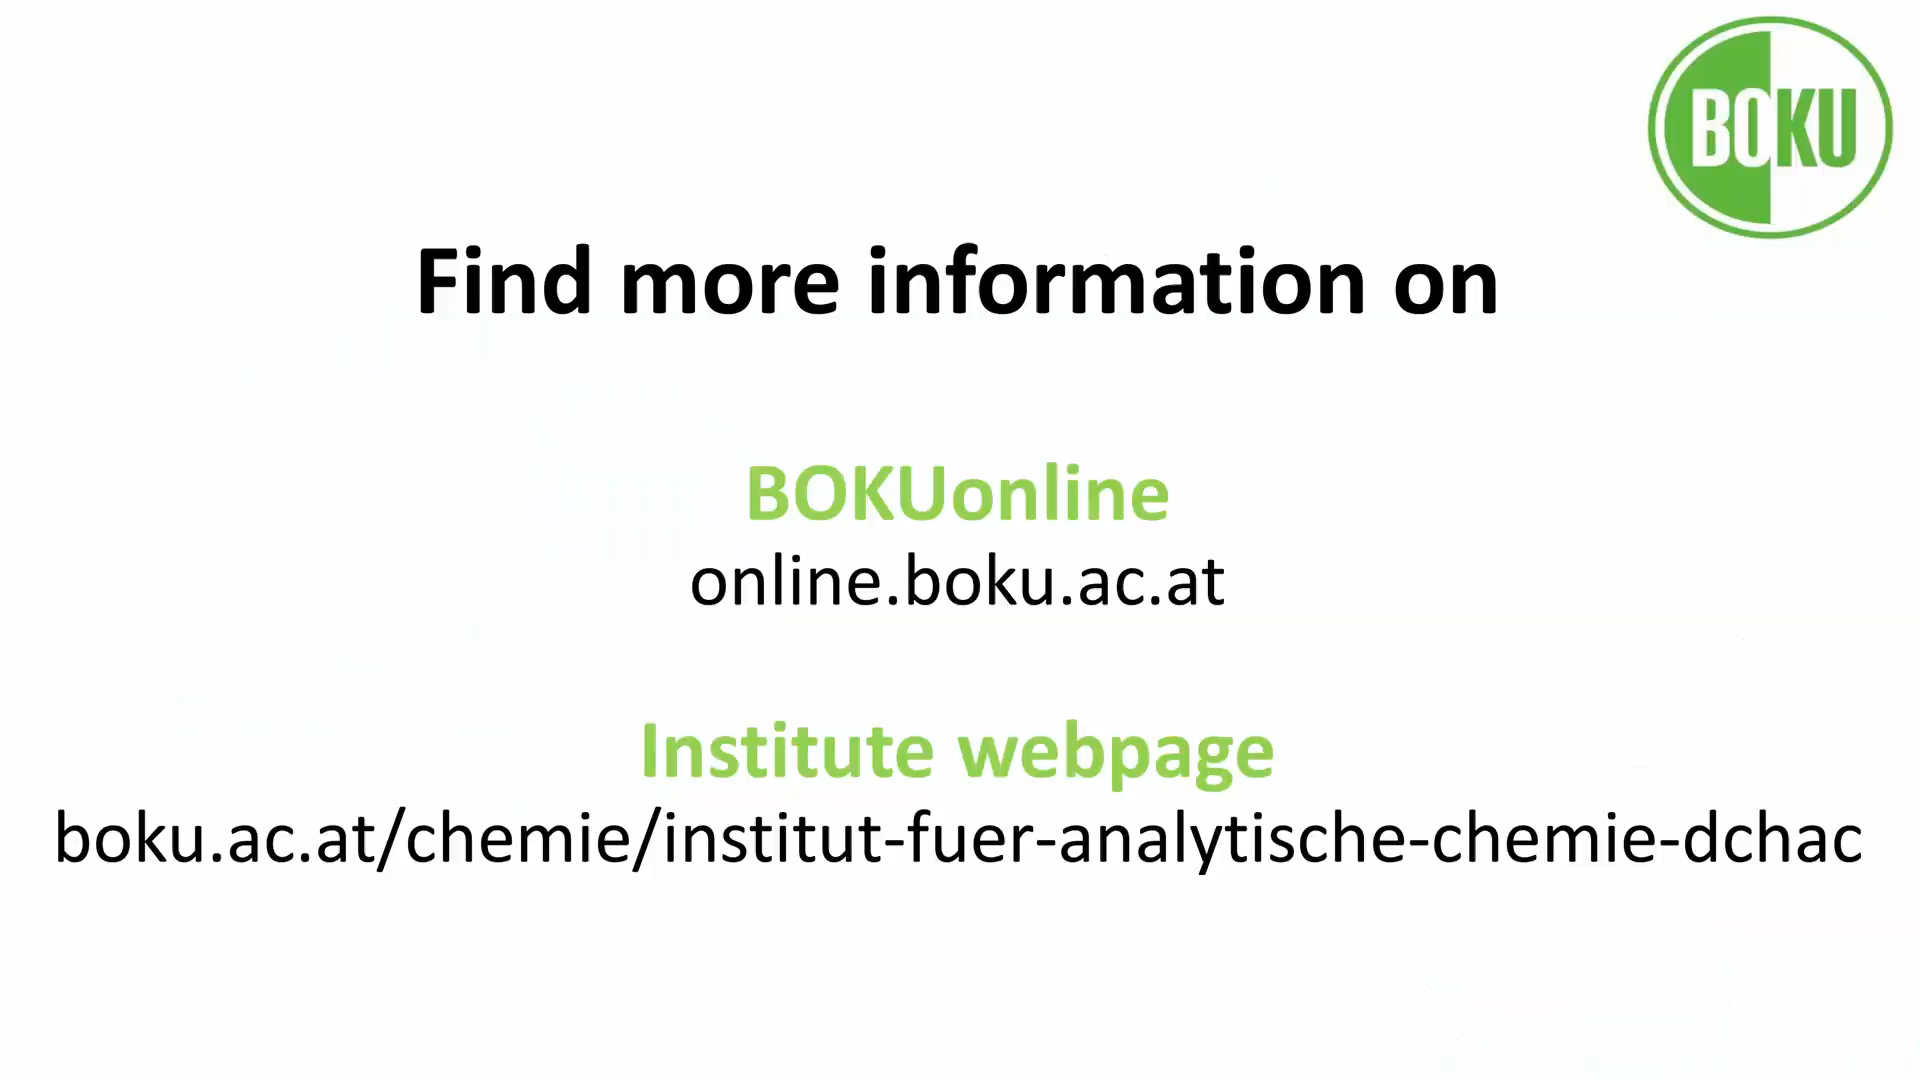 BOKU
Find more information on
BOKUonline
online.boku.ac.at
Institute webpage
boku.ac.at/chemie/institut-fuer-analytische-chemie-dchac